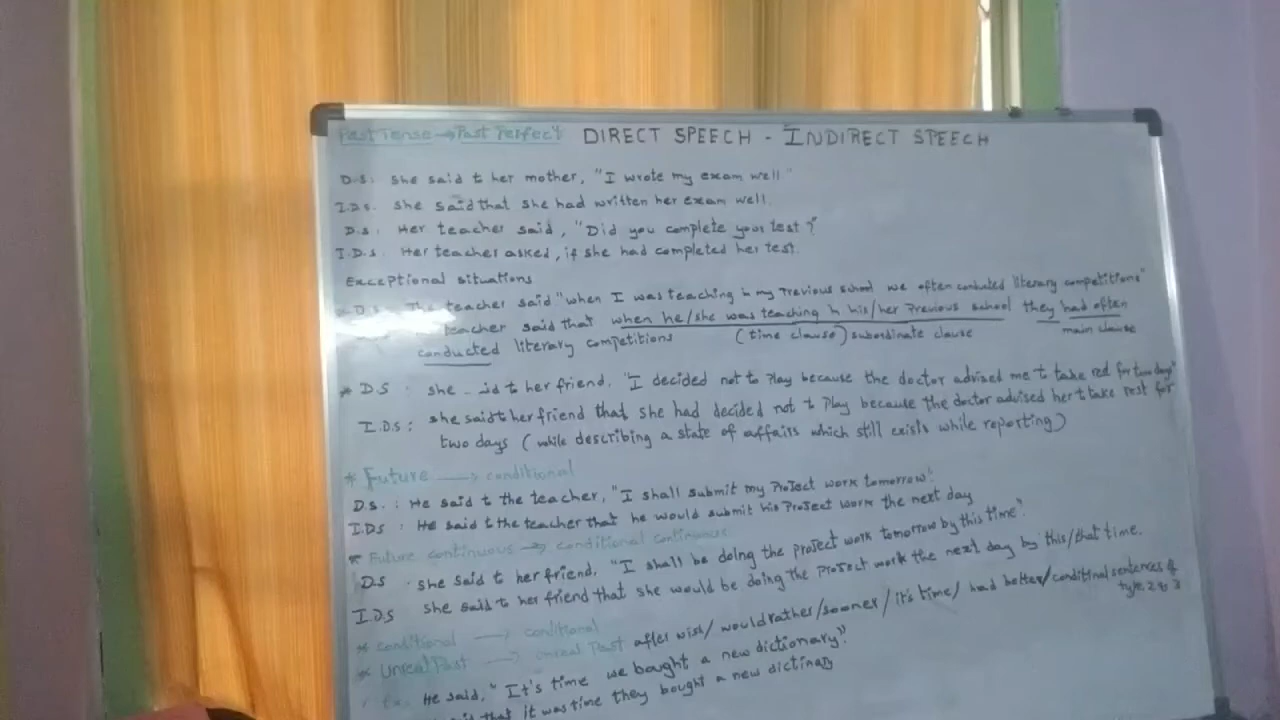 Past Tense → Past Perfect DIRECT SPEECH - INDIRECT SPEECH
D.S: She said to her mother, "I wrote my exam well"
I.D.S. She said that she had written her exam well.
D.S: Her teacher said, "Did you complete your test?"
I.D.S. Her teacher asked, if she had completed her test.
Exceptional situations
D.S. The teacher said "when I was teaching in my Previous school we often conducted literary competitions"
teacher said that when he/she was teaching in his/her Previous school they had often
conducted literary competitions (time clause) subordinate clause main clause
* D.S : she to her friend, "I decided not to Play because the doctor advised me to take for two days"
I.D.S : she said to her friend that she had decided not to Play because the doctor advised her to take rest for
two days (while describing a state of affairs which still exists while reporting)
* Future → conditional
D.S. : He said to the teacher, "I shall submit my Project work tomorrow".
I.D.S : He said to the teacher that he would submit his Project work the next day
* Future continuous → conditional continuous
D.S : she said to her friend, "I shall be doing the project work tomorrow by this time".
I.D.S she said to her friend that she would be doing the Project work the next day by this/that time.
* conditional → conditional
* Unreal Past → unreal Past after wish/ would rather/sooner/it's time/ had better/conditinal sentences of
type 2 & 3
He said, "It's time we bought a new dictionary"
that it was time they bought a new dictinary